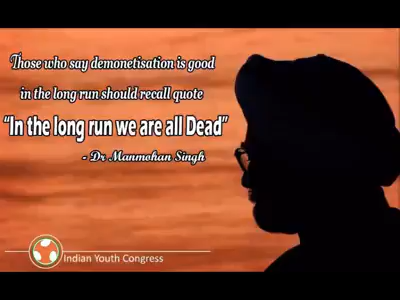 Those who say demonetisation is good
in the long run should recall quote
“In the long run we are all Dead”
- Dr Manmohan Singh
Indian Youth Congress